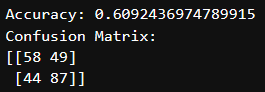 Accuracy: 0.6092436974789915
Confusion Matrix:
[[58 49]
 [44 87]]